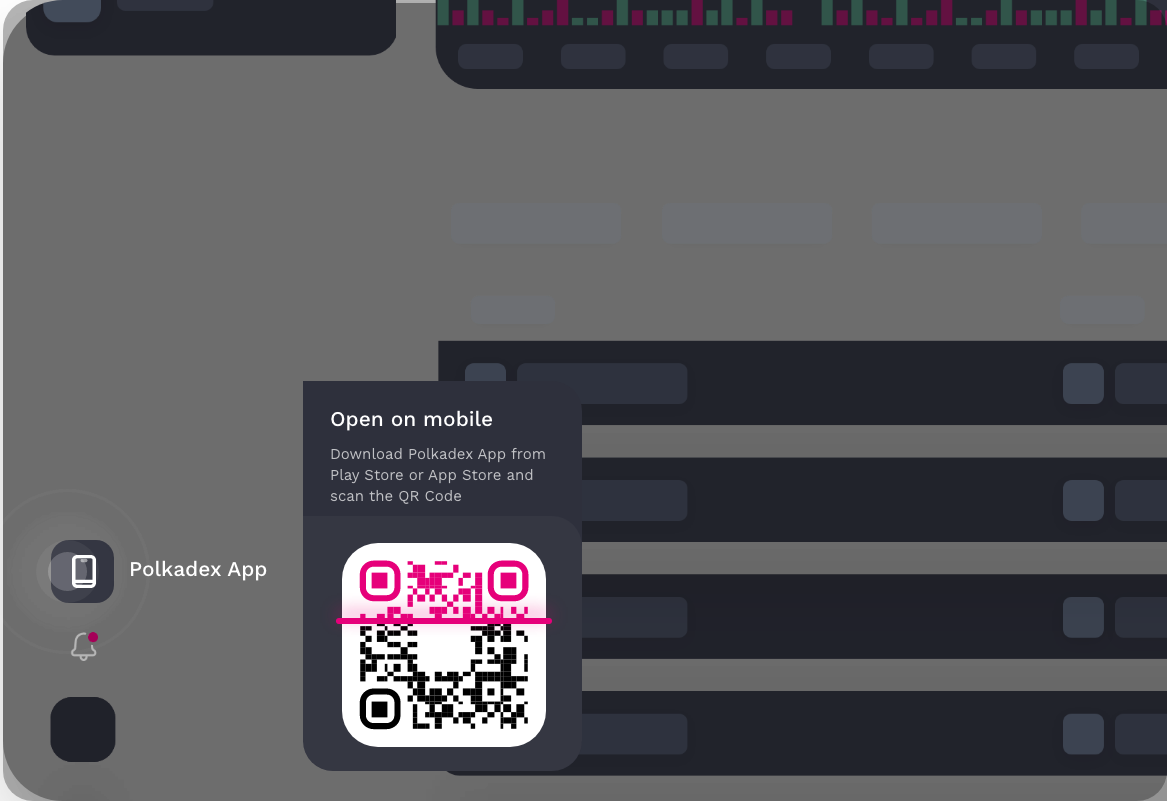 Open on mobile
Download Polkadex App from
Play Store or App Store and
scan the QR Code
Polkadex App